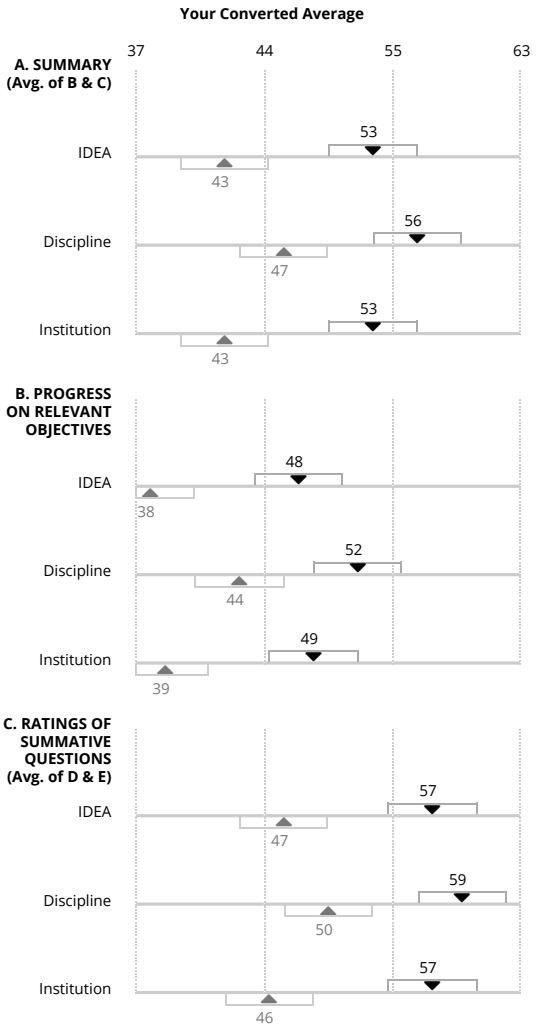 Your Converted Average
37 44 55 63
A. SUMMARY
(Avg. of B & C)
53
IDEA
43
56
Discipline
47
53
Institution
43
B. PROGRESS
ON RELEVANT
OBJECTIVES
48
IDEA
38
52
Discipline
44
49
Institution
39
C. RATINGS OF
SUMMATIVE
QUESTIONS
(Avg. of D & E)
57
IDEA
47
59
Discipline
50
57
Institution
46